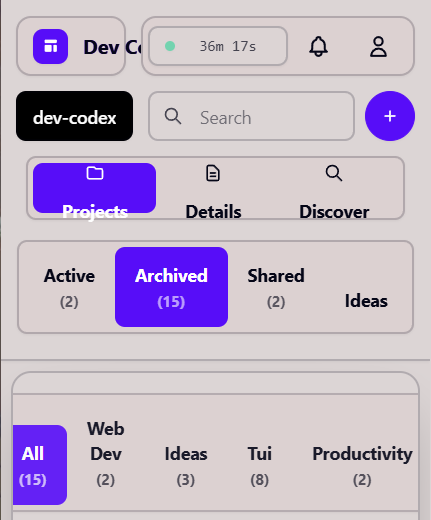 Dev Co
36m 17s
dev-codex
Search
+
Projects Details Discover
Active Archived Shared
(2) (15) (2)
Ideas
Web
All Dev Ideas Tui Productivity
(15) (2) (3) (8) (2)